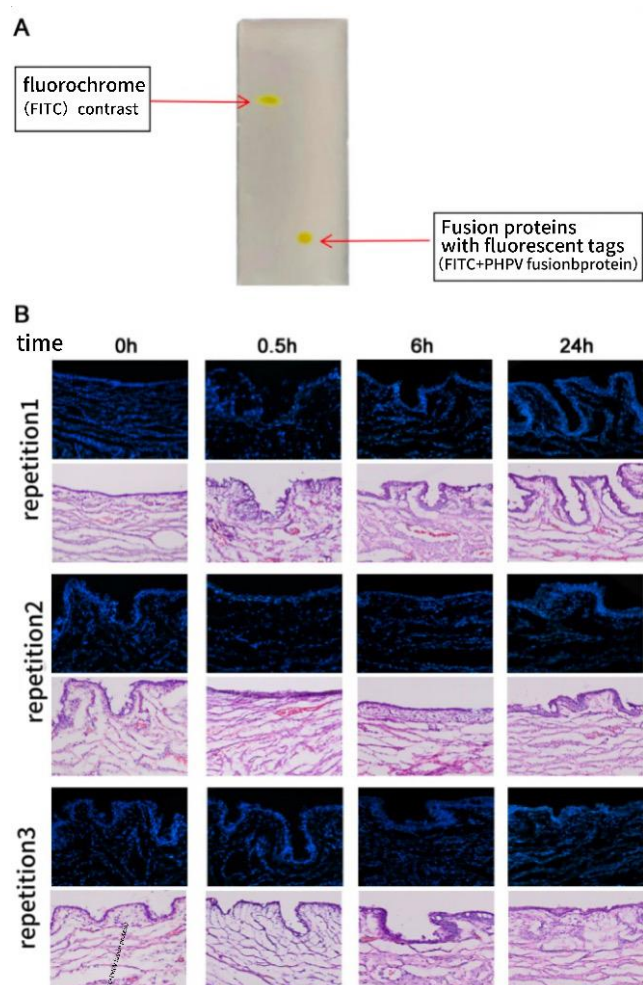 A
fluorochrome
(FITC) contrast
Fusion proteins
with fluorescent tags
(FITC+PHPV fusionbprotein)
B
time 0h 0.5h 6h 24h
repetition1
repetition2
repetition3